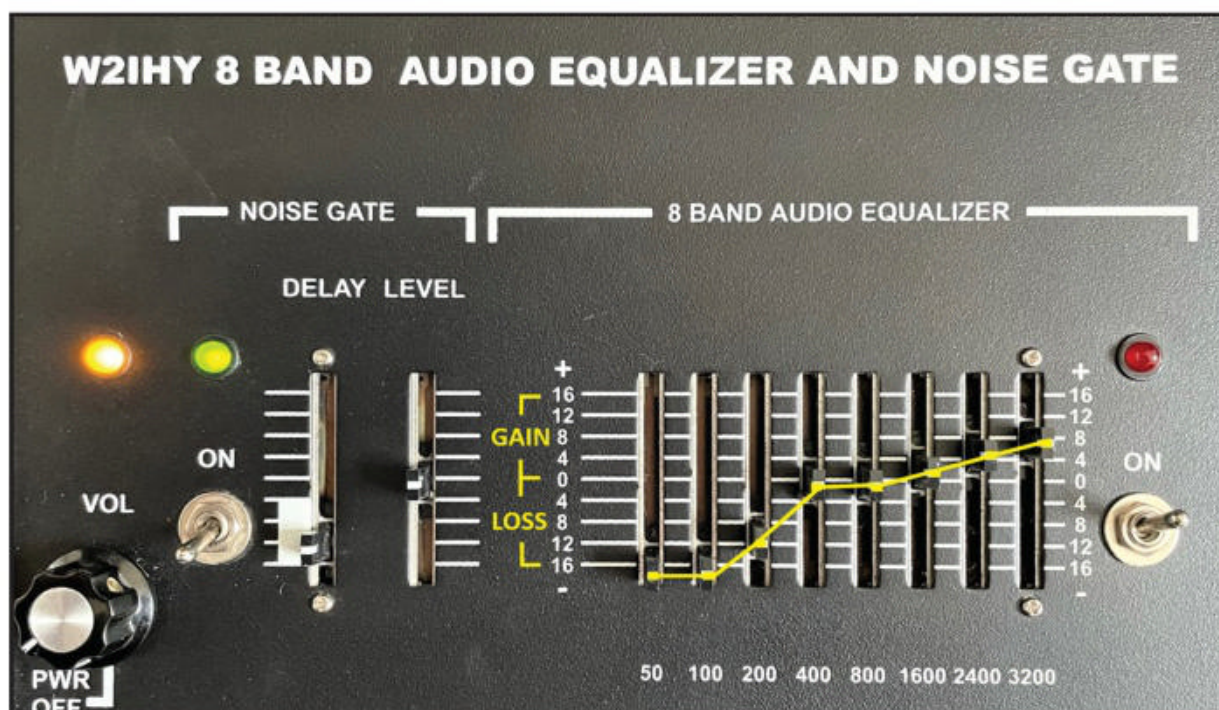 W2IHY 8 BAND AUDIO EQUALIZER AND NOISE GATE
NOISE GATE
8 BAND AUDIO EQUALIZER
DELAY LEVEL
+
16
12
8
4
0
4
8
12
16
-
GAIN
LOSS
+
16
12
8
4
0
4
8
12
16
-
ON
VOL
ON
PWR
OFF
50 100 200 400 800 1600 2400 3200